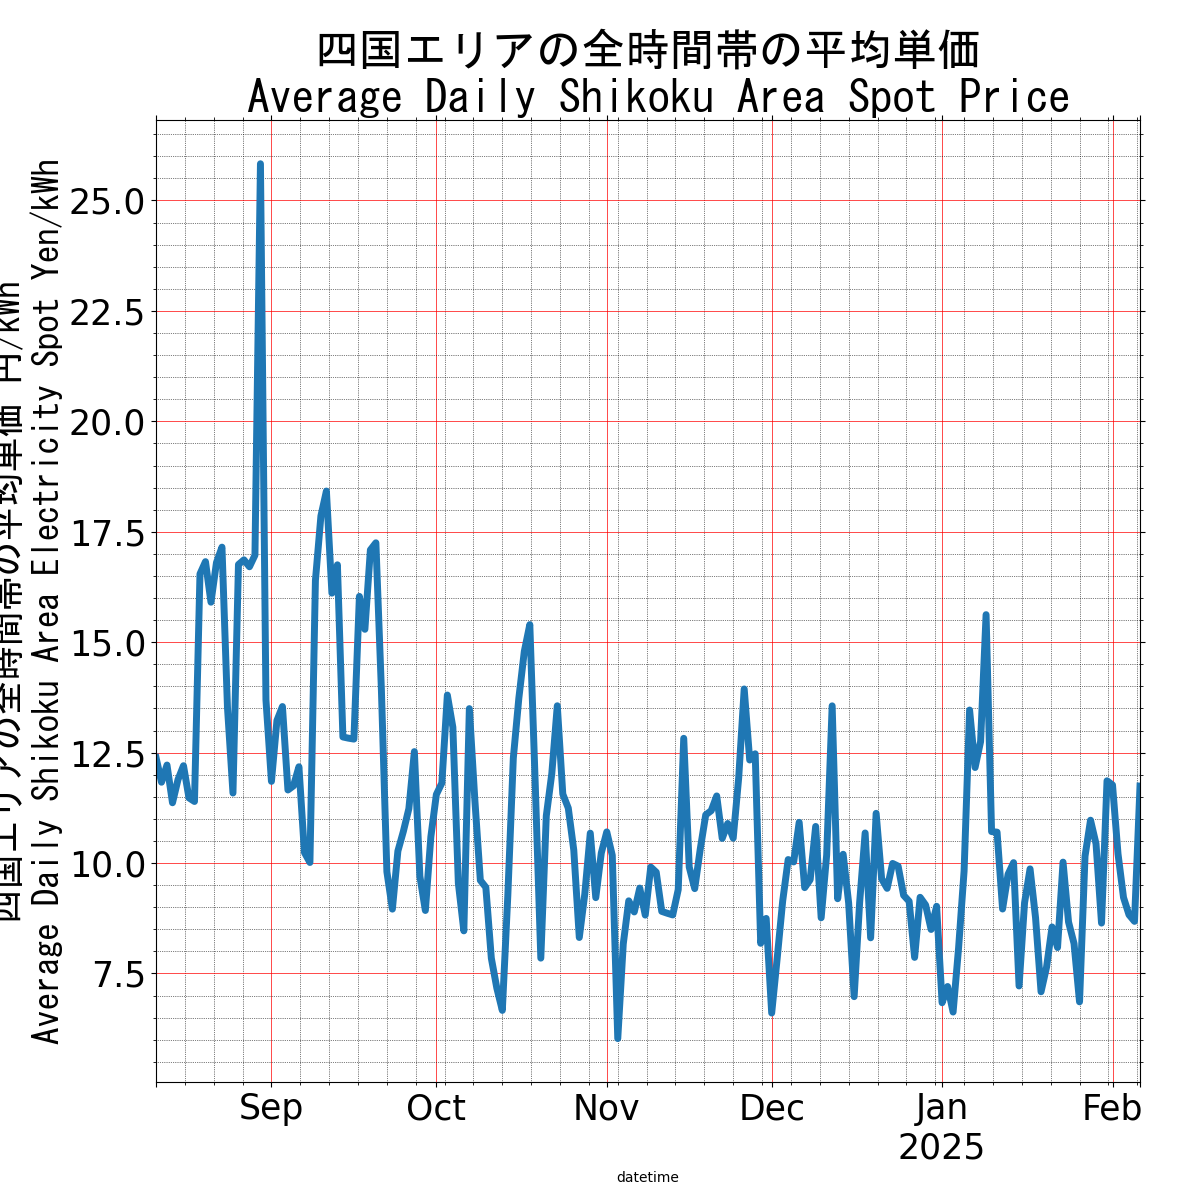 四国エリアの全時間帯の平均単価
Average Daily Shikoku Area Spot Price
四国エリアの全時間帯の平均単価 円/kWh
Average Daily Shikoku Area Electricity Spot Yen/kWh
25.0
22.5
20.0
17.5
15.0
12.5
10.0
7.5
Sep Oct Nov Dec Jan Feb
2025
datetime